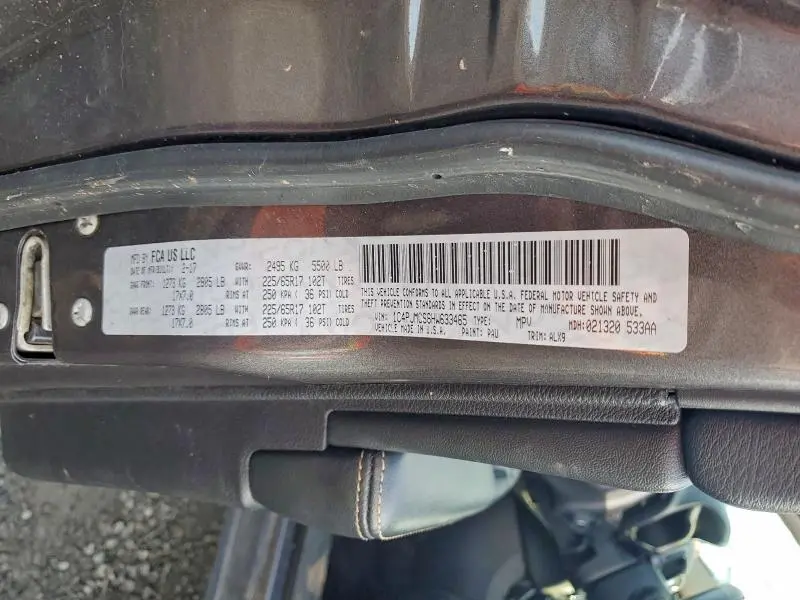 MFD BY FCA US LLC
DATE OF MFR/BUILT: 2-17 GVWR: 2495 KG 5500 LB
GAWR FRONT: 1273 KG 2805 LB WITH 225/65R17 102T TIRES
17X7.0 RIMS AT 250 KPA ( 36 PSI) COLD
GAWR REAR: 1273 KG 2805 LB WITH 225/65R17 102T TIRES
17X7.0 RIMS AT 250 KPA ( 36 PSI) COLD
THIS VEHICLE CONFORMS TO ALL APPLICABLE U.S.A. FEDERAL MOTOR VEHICLE SAFETY AND
THEFT PREVENTION STANDARDS IN EFFECT ON THE DATE OF MANUFACTURE SHOWN ABOVE.
VIN: 1C4PJMCS6HW633465 TYPE: MPV MDH:021320 533AA
VEHICLE MADE IN U.S.A. PAINT: PAU TRIM: ALX9